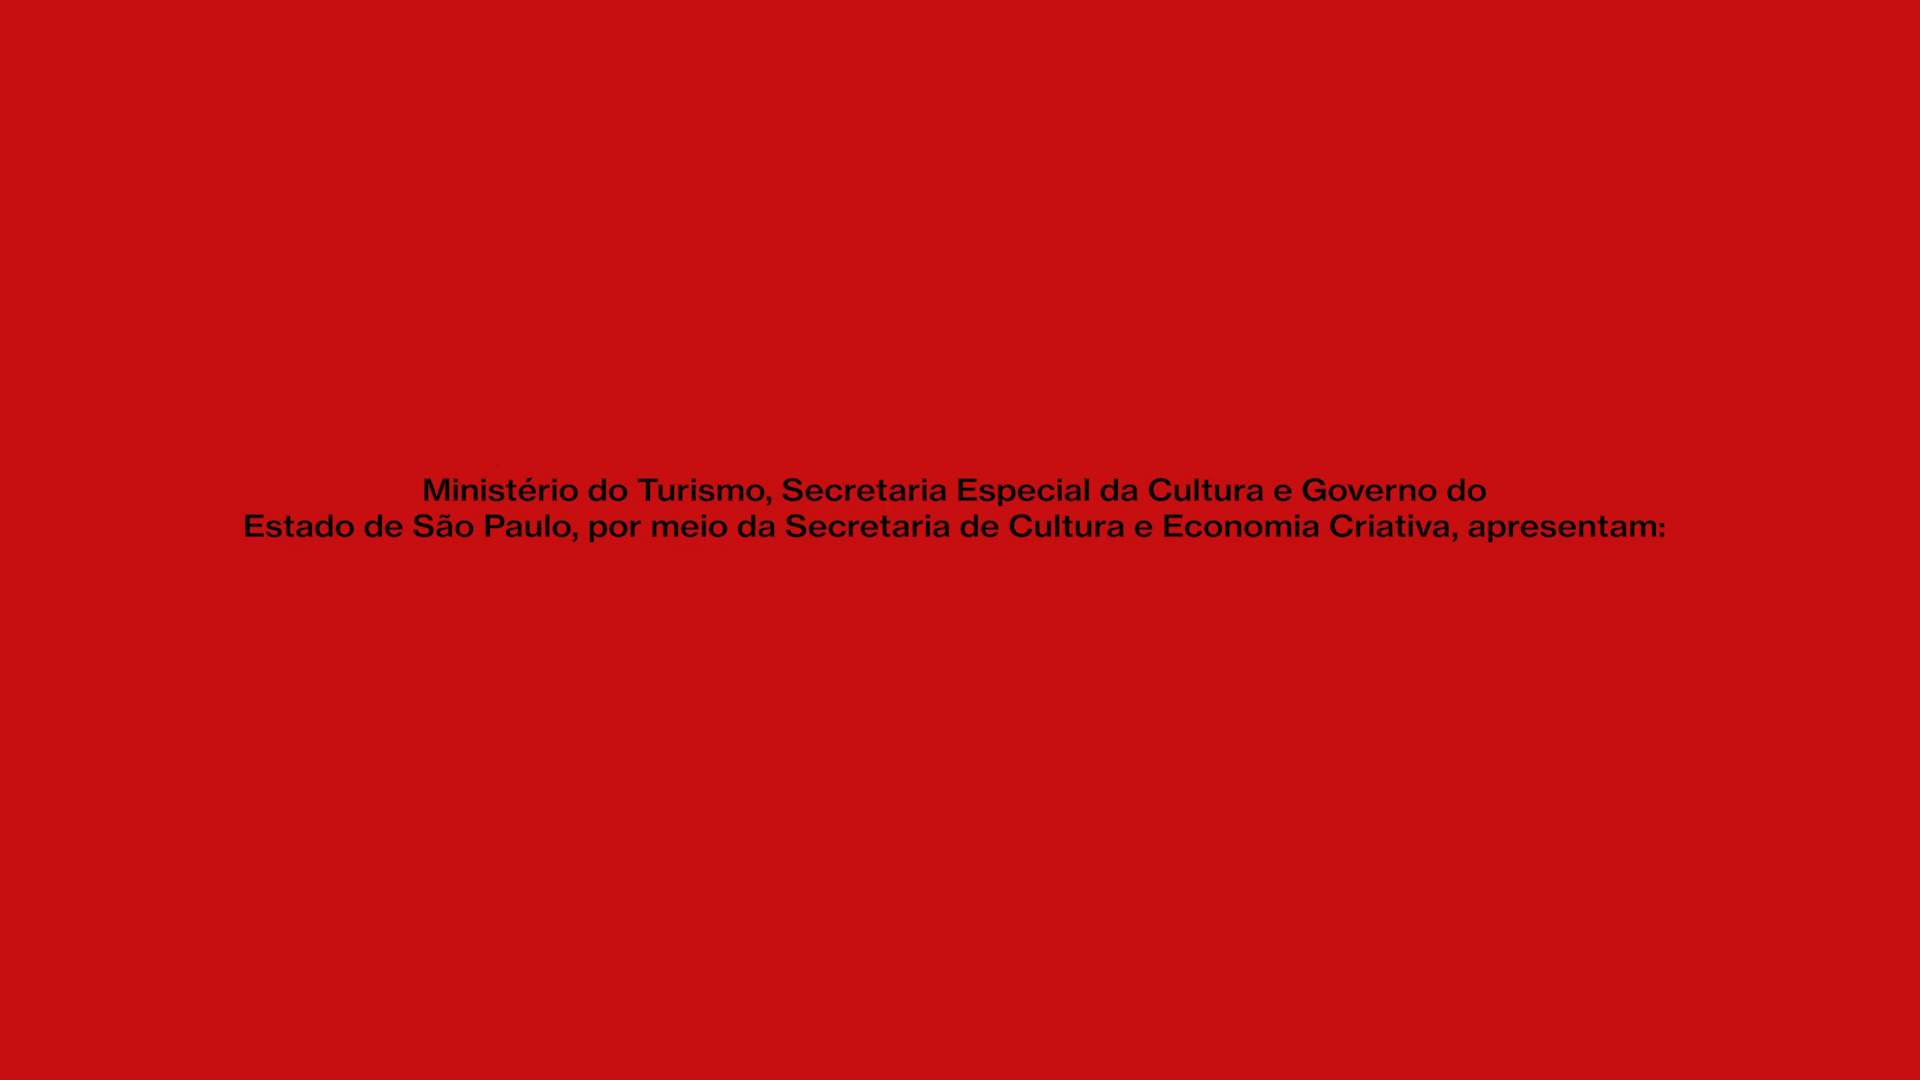 Ministério do Turismo, Secretaria Especial da Cultura e Governo do
Estado de São Paulo, por meio da Secretaria de Cultura e Economia Criativa, apresentam: